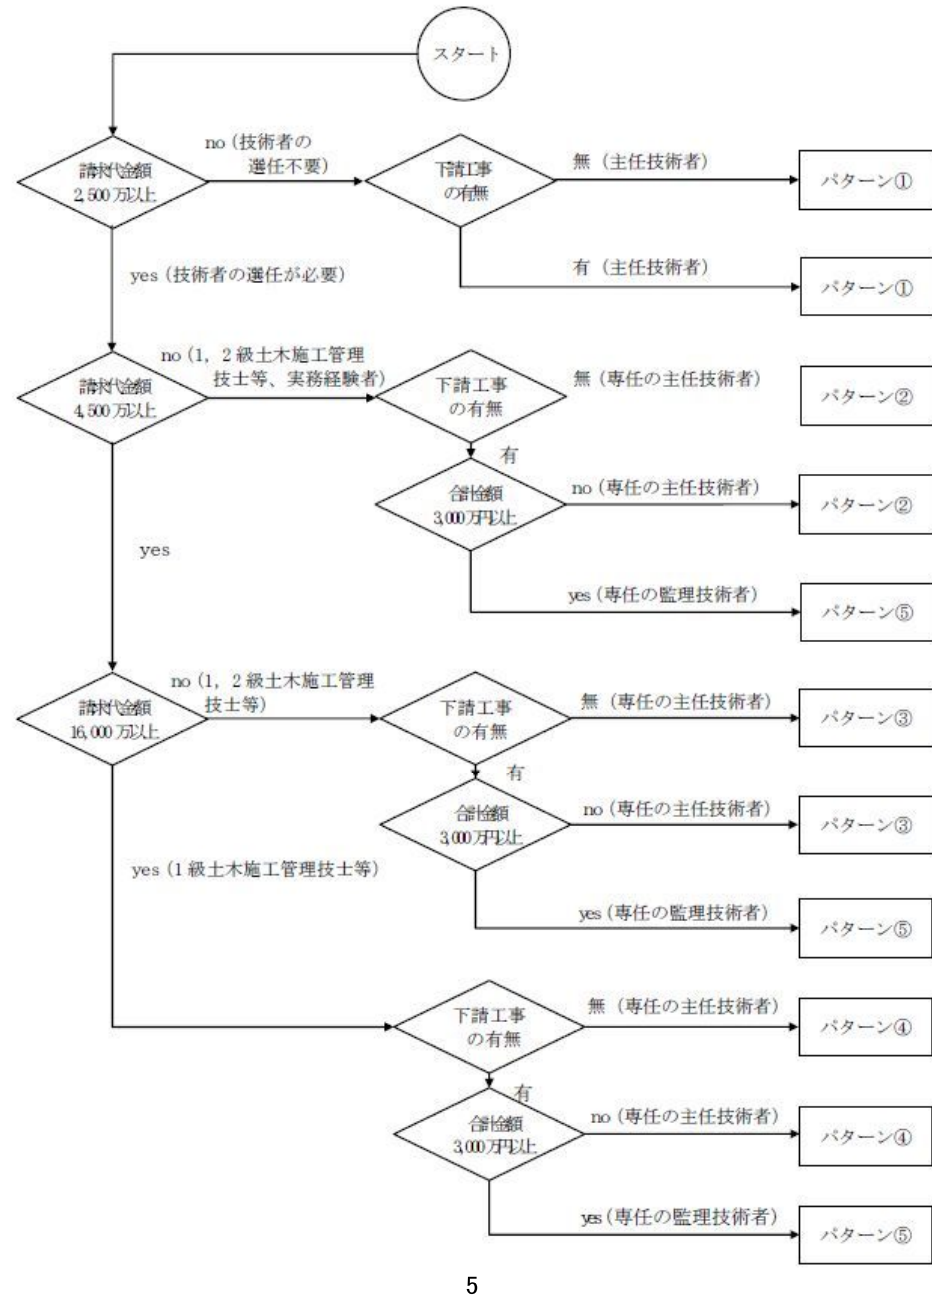 スタート
no (技術者の
選任不要)
請求代金額
2,500万以上
下請工事
の有無
無 (主任技術者)
パターン①
有 (主任技術者)
パターン①
yes (技術者の選任が必要)
no (1, 2級土木施工管理
技士等、実務経験者)
請求代金額
4,500万以上
下請工事
の有無
無 (専任の主任技術者)
パターン②
有
合計金額
3,000万円以上
no (専任の主任技術者)
パターン②
yes
yes (専任の監理技術者)
パターン⑤
no (1, 2級土木施工管理
技士等)
請求代金額
16,000万以上
下請工事
の有無
無 (専任の主任技術者)
パターン③
有
合計金額
3,000万円以上
no (専任の主任技術者)
パターン③
yes (1級土木施工管理技士等)
yes (専任の監理技術者)
パターン⑤
下請工事
の有無
無 (専任の主任技術者)
パターン④
有
合計金額
3,000万円以上
no (専任の主任技術者)
パターン④
yes (専任の監理技術者)
パターン⑤
5